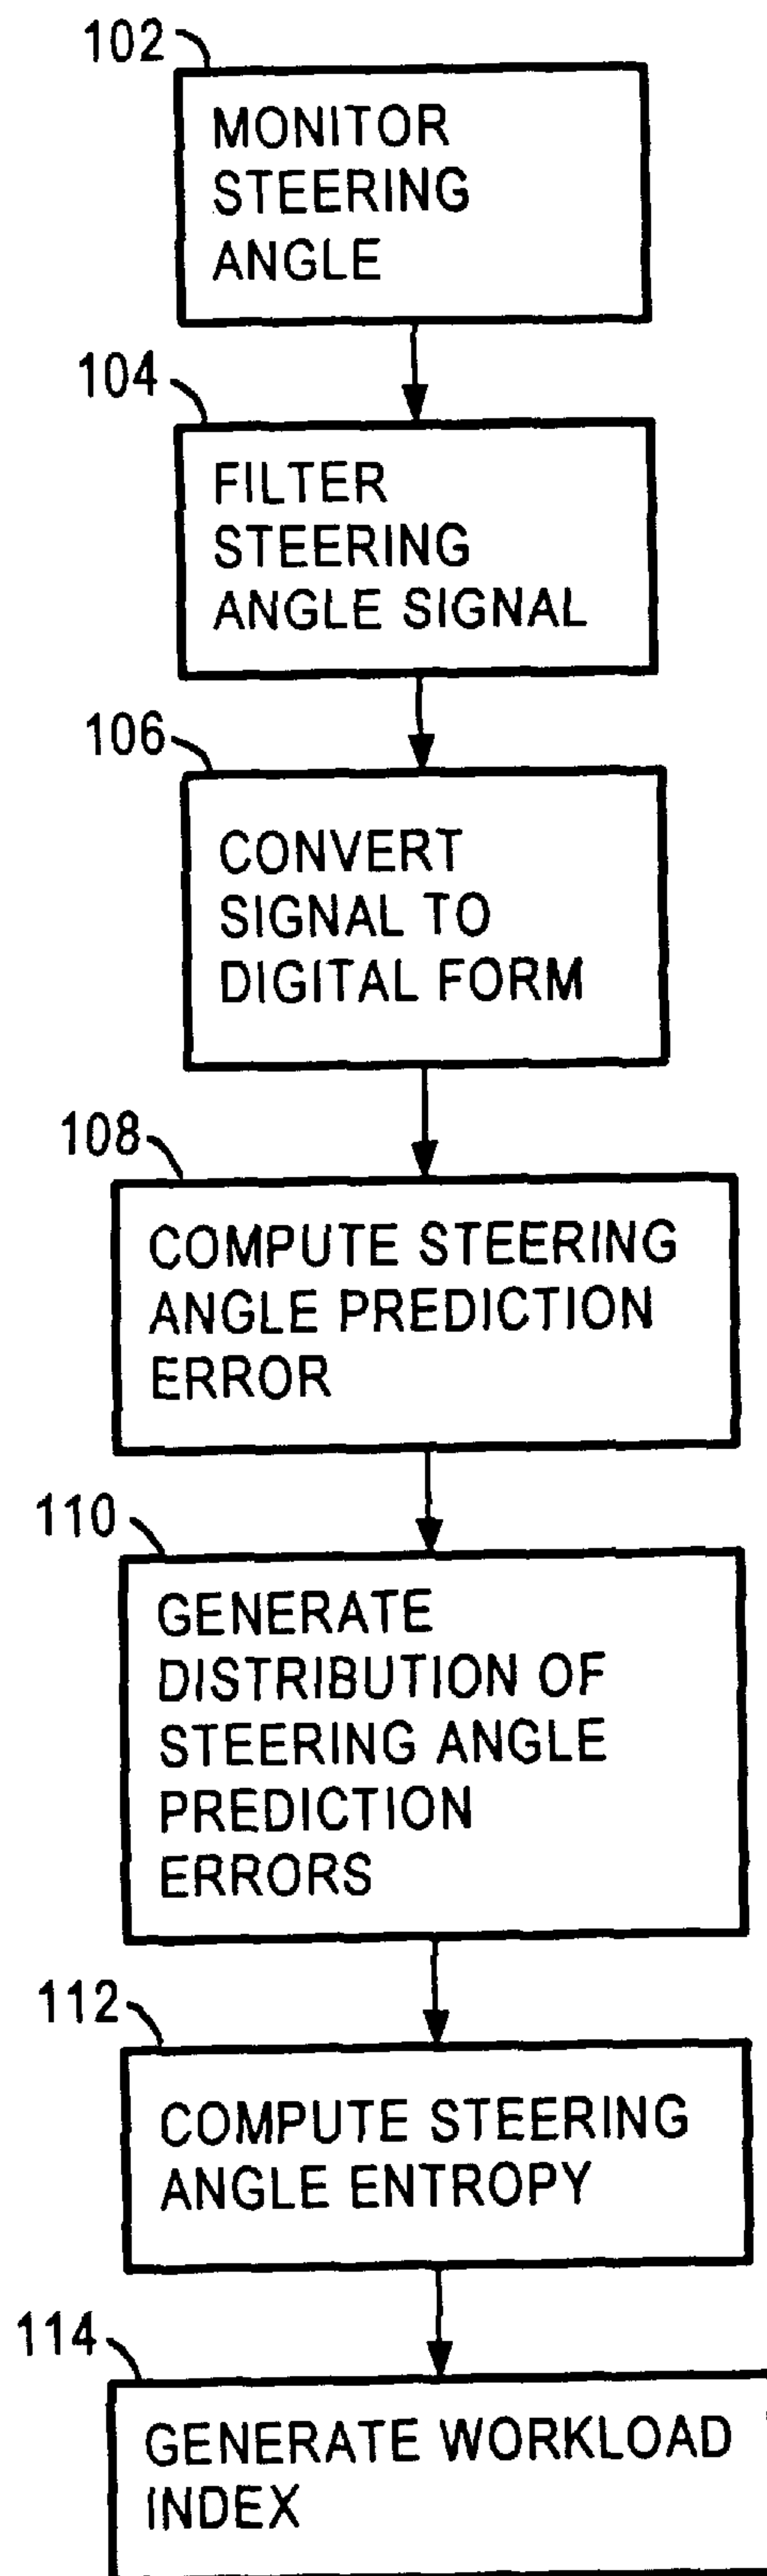 102
MONITOR
STEERING
ANGLE
104
FILTER
STEERING
ANGLE SIGNAL
106
CONVERT
SIGNAL TO
DIGITAL FORM
108
COMPUTE STEERING
ANGLE PREDICTION
ERROR
110
GENERATE
DISTRIBUTION OF
STEERING ANGLE
PREDICTION
ERRORS
112
COMPUTE STEERING
ANGLE ENTROPY
114
GENERATE WORKLOAD
INDEX